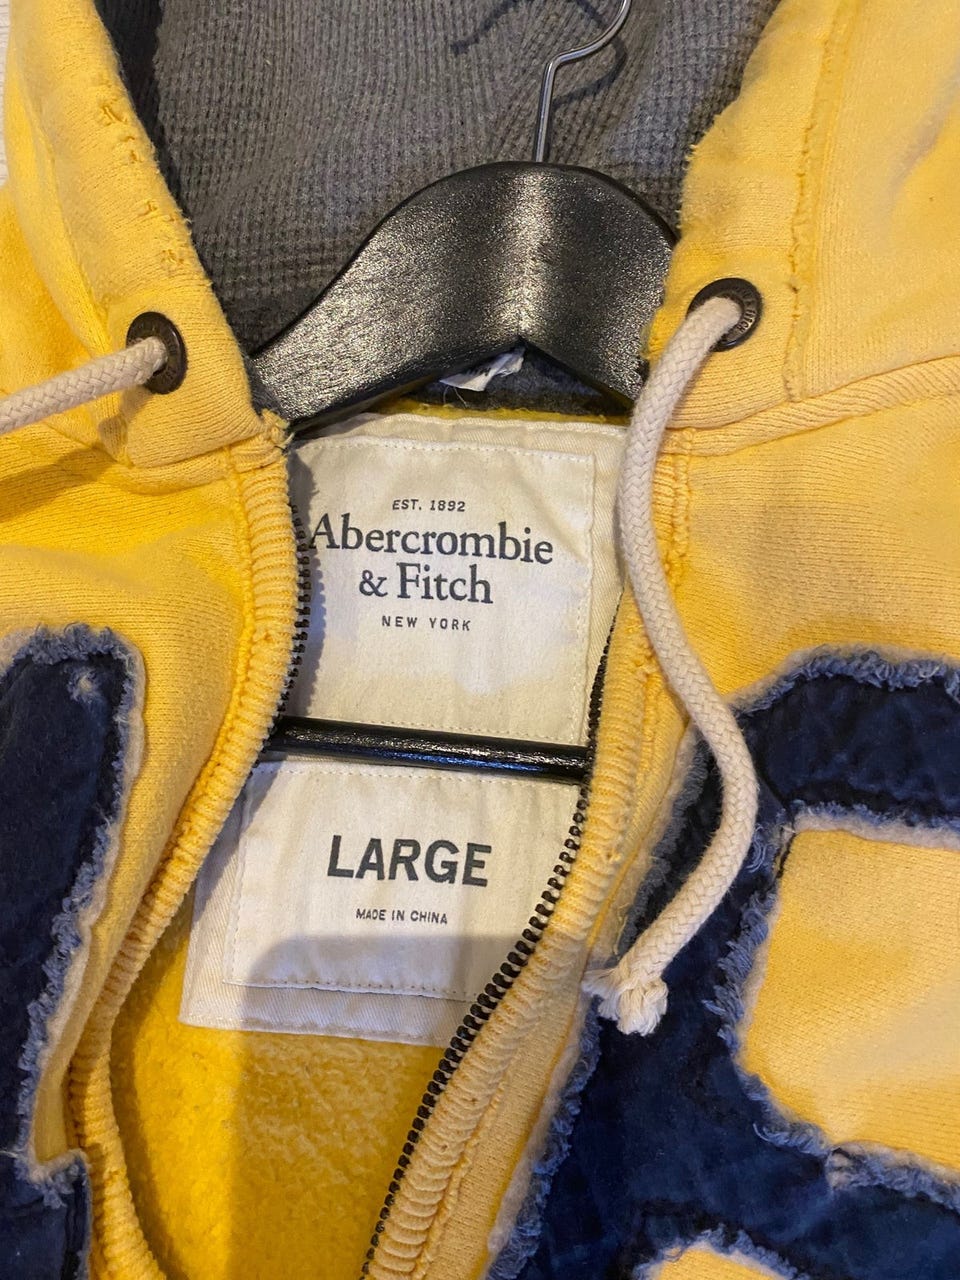 EST. 1892
Abercrombie
& Fitch
NEW YORK
LARGE
MADE IN CHINA